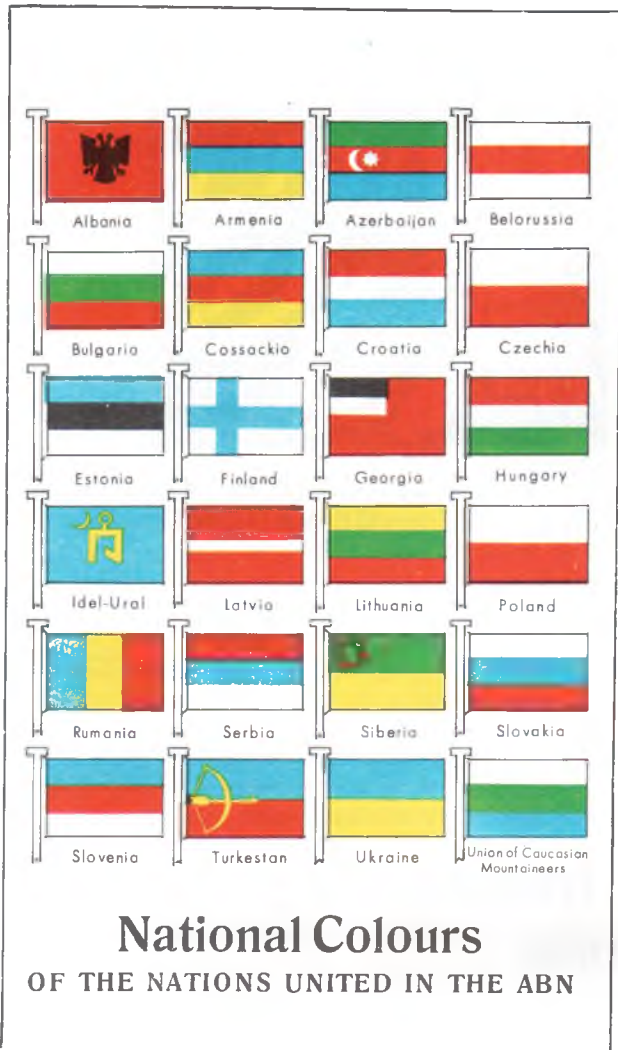 Albania Armenia Azerbaijan Belorussia
Bulgaria Cossackia Croatia Czechia
Estonia Finland Georgia Hungary
Idel-Ural Latvia Lithuania Poland
Rumania Serbia Siberia Slovakia
Slovenia Turkestan Ukraine Union of Caucasian
Mountaineers
National Colours
OF THE NATIONS UNITED IN THE ABN